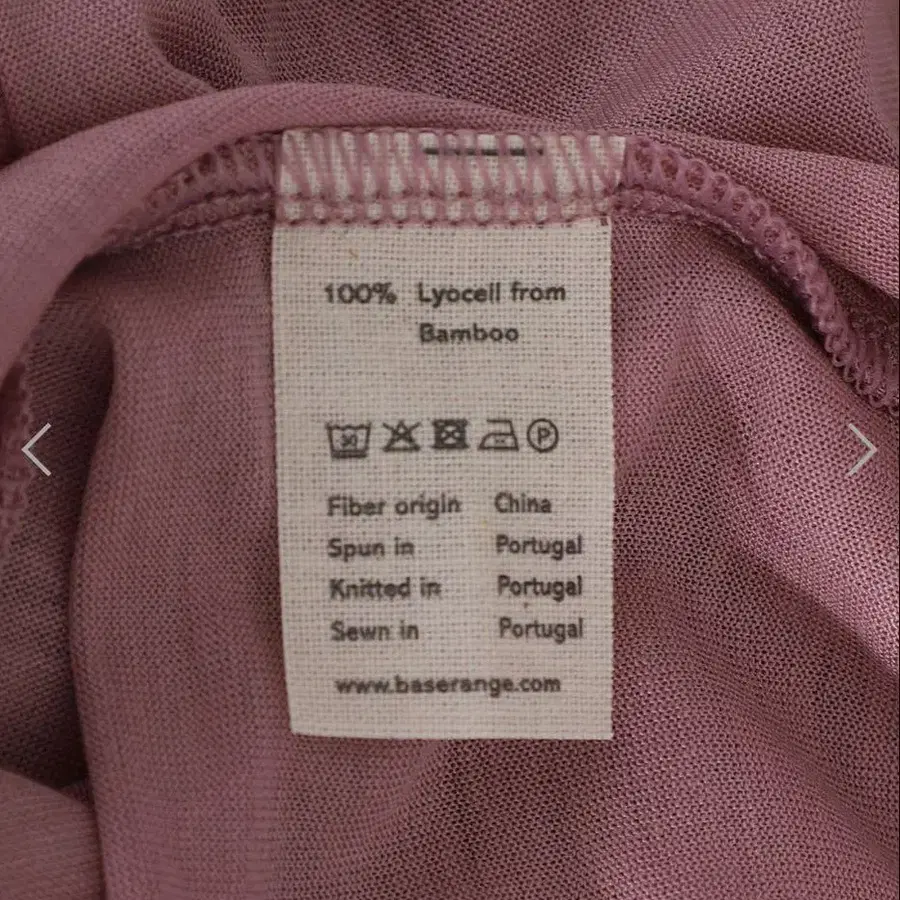 100% Lyocell from
Bamboo
30 P
Fiber origin China
Spun in Portugal
Knitted in Portugal
Sewn in Portugal
www.baserange.com